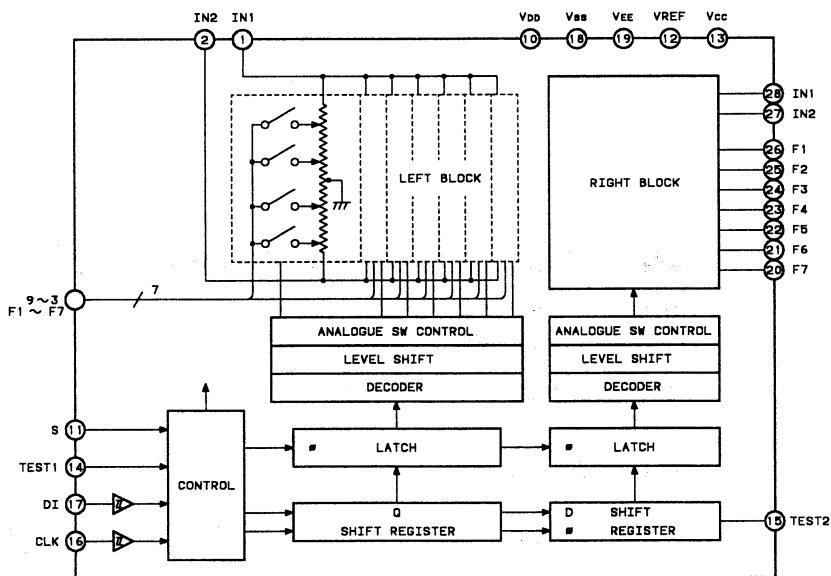 IN2 IN1 VDD VSS VEE VREF VCC
2 1 10 18 19 12 13
28 IN1
27 IN2
26 F1
25 F2
24 F3
23 F4
22 F5
21 F6
20 F7
LEFT BLOCK
RIGHT BLOCK
7
9~3
F1 ~ F7
ANALOGUE SW CONTROL
LEVEL SHIFT
DECODER
ANALOGUE SW CONTROL
LEVEL SHIFT
DECODER
S 11
TEST1 14
DI 17
CLK 16
CONTROL
LATCH
LATCH
Q
SHIFT REGISTER
D SHIFT
REGISTER
15 TEST2